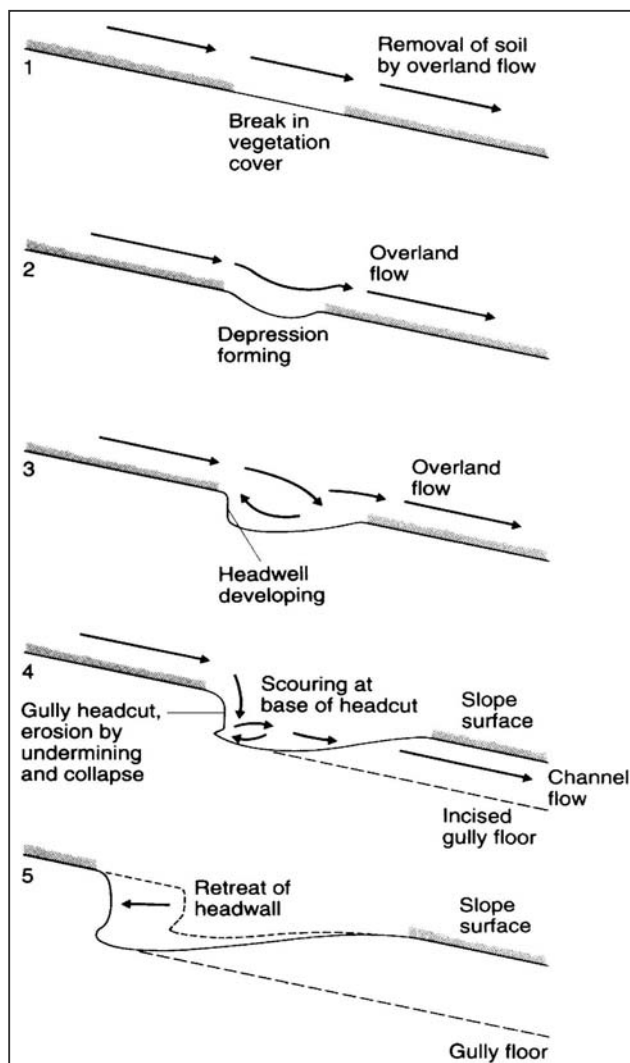 Removal of soil
by overland flow
1
Break in
vegetation
cover
Overland
flow
2
Depression
forming
Overland
flow
3
Headwell
developing
4
Scouring at
base of headcut
Slope
surface
Gully headcut,
erosion by
undermining
and collapse
Channel
flow
Incised
gully floor
5
Retreat of
headwall
Slope
surface
Gully floor